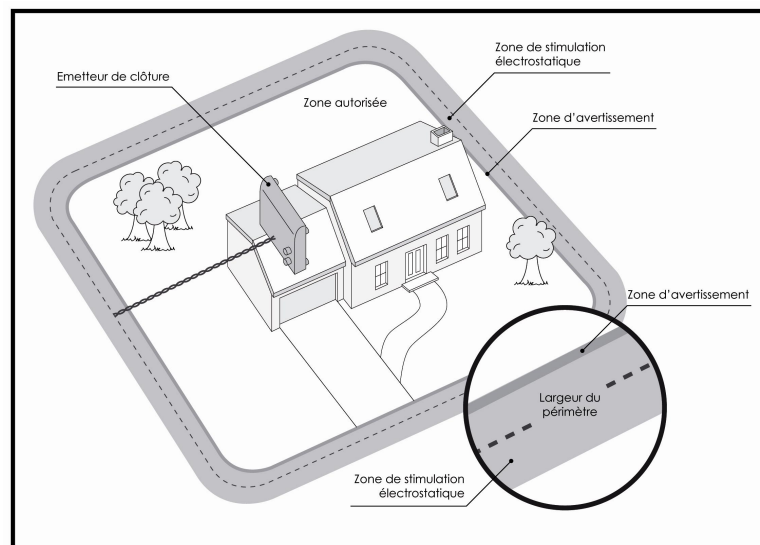 Zone de stimulation
électrostatique
Emetteur de clôture
Zone autorisée
Zone d'avertissement
Zone d'avertissement
Largeur du
périmètre
Zone de stimulation
électrostatique